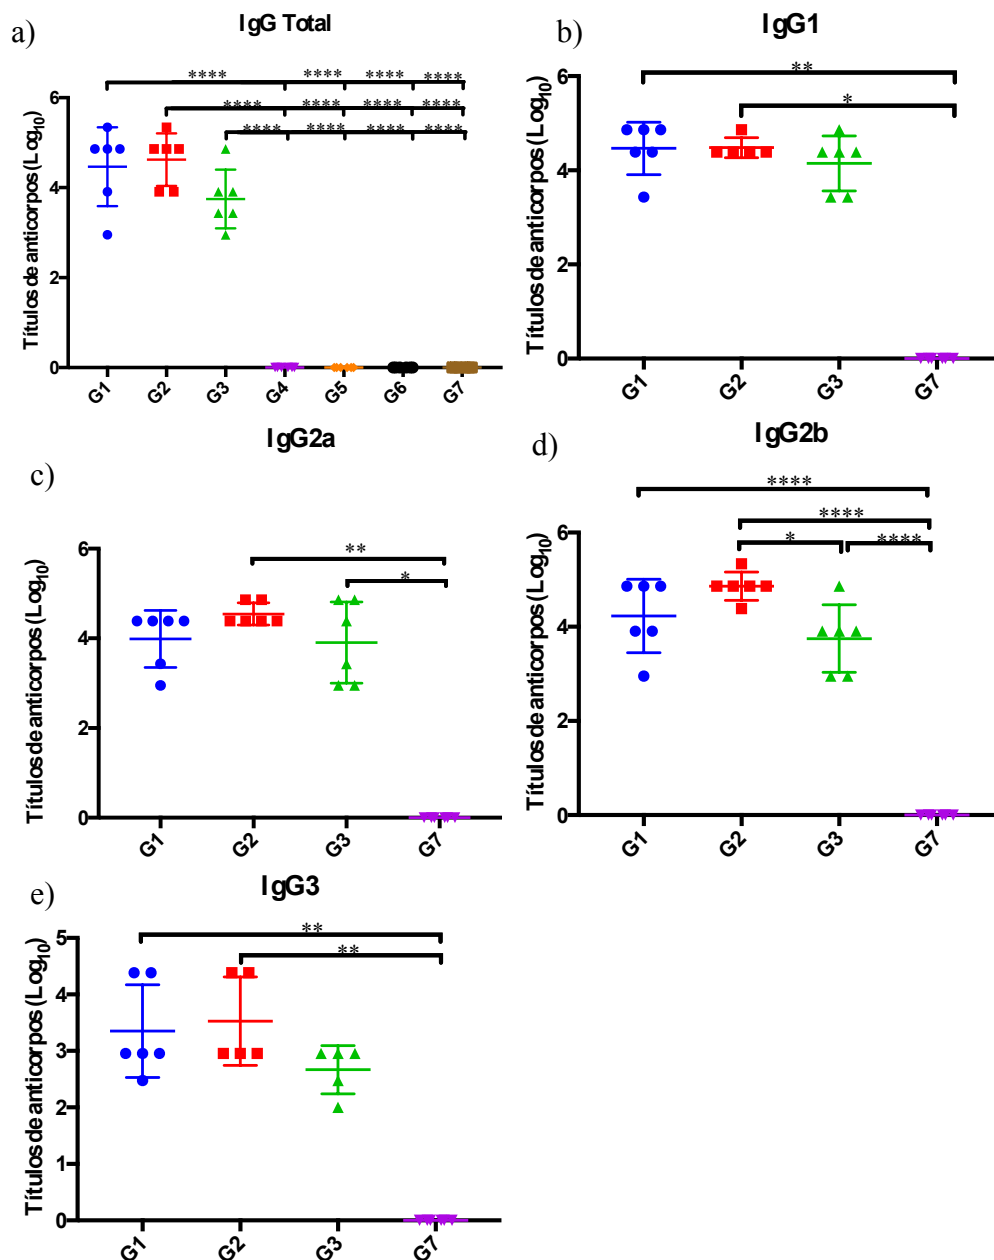 a)
IgG Total
Títulos de anticorpos (Log10)
6
4
2
0
**** **** **** ****
**** **** **** ****
**** **** **** ****
G1 G2 G3 G4 G5 G6 G7
b)
IgG1
Títulos de anticorpos (Log10)
6
4
2
0
**
*
G1 G2 G3 G7
c)
IgG2a
Títulos de anticorpos (Log10)
6
4
2
0
**
*
G1 G2 G3 G7
d)
IgG2b
Títulos de anticorpos (Log10)
6
4
2
0
****
****
* ****
G1 G2 G3 G7
e)
IgG3
Títulos de anticorpos (Log10)
5
4
3
2
1
0
**
**
G1 G2 G3 G7